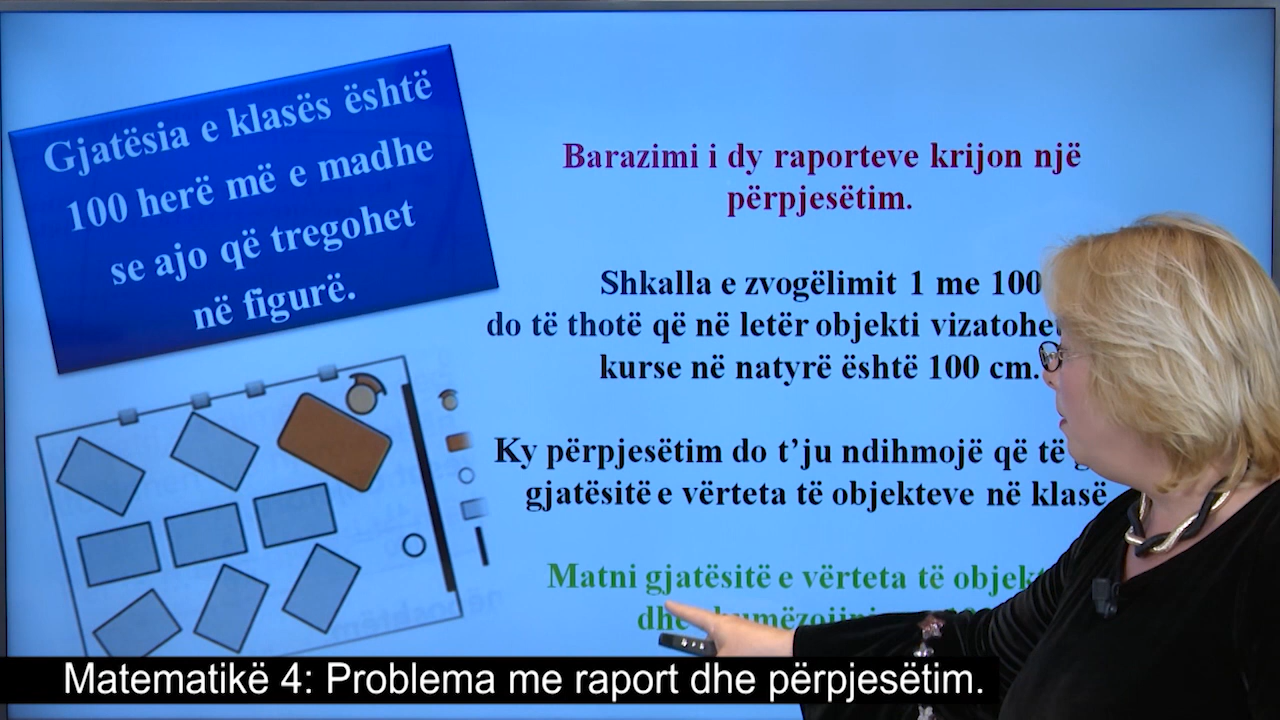 Gjatësia e klasës është
100 herë më e madhe
se ajo që tregohet
në figurë.
Barazimi i dy raporteve krijon një
përpjesëtim.
Shkalla e zvogëlimit 1 me 100
do të thotë që në letër objekti
kurse në natyrë është 100 cm.
Ky përpjesëtim do t’ju ndihmojë që të
gjatësitë e vërteta të objekteve në klasë
Matni gjatësitë e vërteta të
Matematikë 4: Problema me raport dhe përpjesëtim.